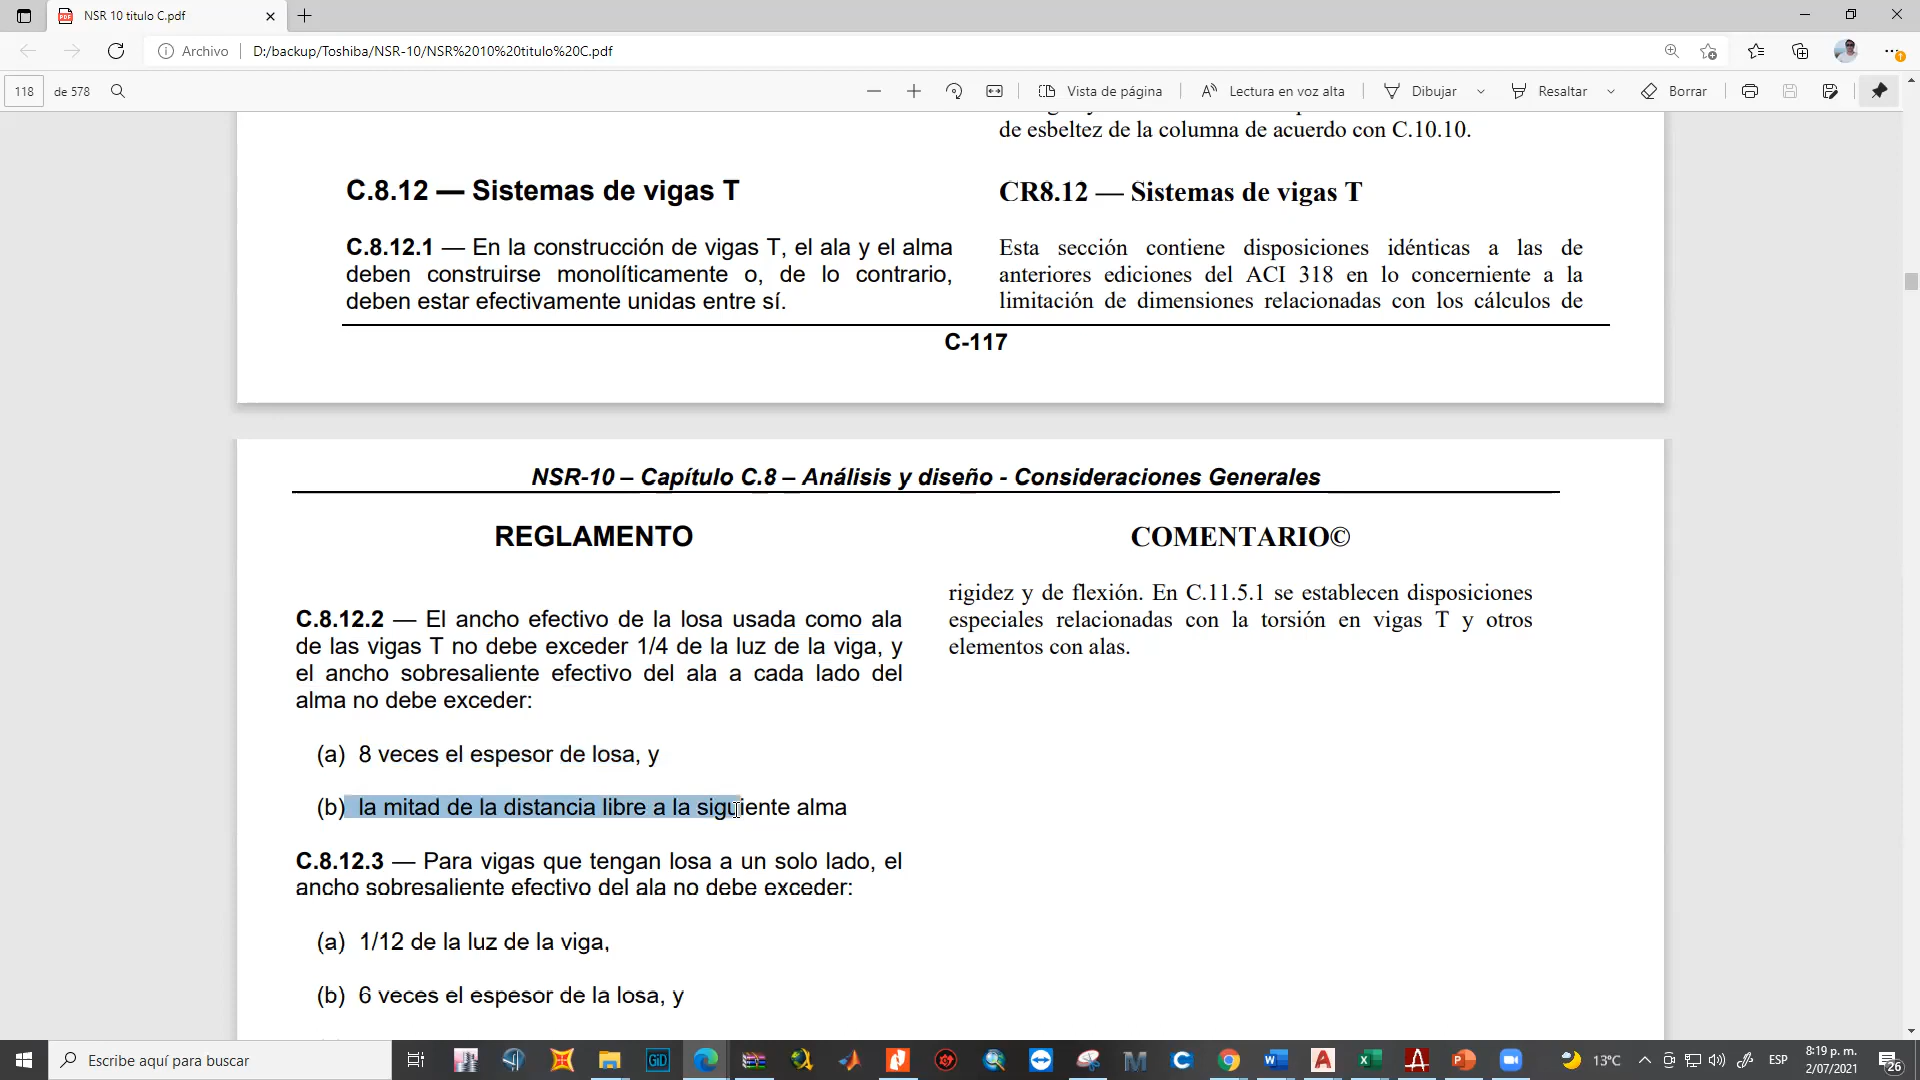 NSR 10 titulo C.pdf
Archivo
D:/backup/Toshiba/NSR-10/NSR%2010%20titulo%20C.pdf
118 de 578
Vista de página
Lectura en voz alta
Dibujar
Resaltar
Borrar
de esbeltez de la columna de acuerdo con C.10.10.
C.8.12 — Sistemas de vigas T
C.8.12.1 — En la construcción de vigas T, el ala y el alma
deben construirse monolíticamente o, de lo contrario,
deben estar efectivamente unidas entre sí.
CR8.12 — Sistemas de vigas T
Esta sección contiene disposiciones idénticas a las de
anteriores ediciones del ACI 318 en lo concerniente a la
limitación de dimensiones relacionadas con los cálculos de
C-117
NSR-10 – Capítulo C.8 – Análisis y diseño - Consideraciones Generales
REGLAMENTO
C.8.12.2 — El ancho efectivo de la losa usada como ala
de las vigas T no debe exceder 1/4 de la luz de la viga, y
el ancho sobresaliente efectivo del ala a cada lado del
alma no debe exceder:
(a) 8 veces el espesor de losa, y
(b) la mitad de la distancia libre a la siguiente alma
C.8.12.3 — Para vigas que tengan losa a un solo lado, el
ancho sobresaliente efectivo del ala no debe exceder:
(a) 1/12 de la luz de la viga,
(b) 6 veces el espesor de la losa, y
COMENTARIO©
rigidez y de flexión. En C.11.5.1 se establecen disposiciones
especiales relacionadas con la torsión en vigas T y otros
elementos con alas.
Escribe aquí para buscar
GiD
13°C
ESP
8:19 p. m.
2/07/2021
26